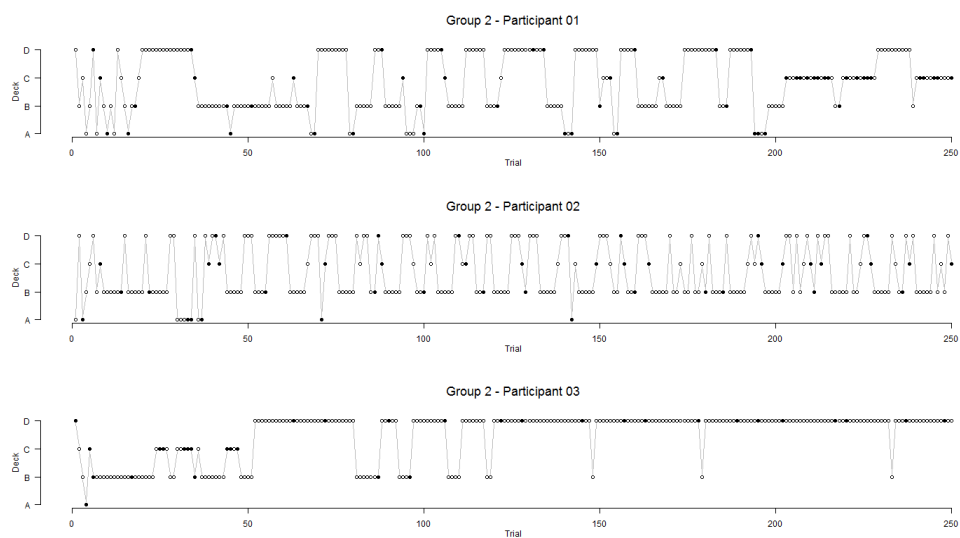 Group 2 - Participant 01
D
C
B
A
Deck
0 50 100 150 200 250
Trial
Group 2 - Participant 02
D
C
B
A
Deck
0 50 100 150 200 250
Trial
Group 2 - Participant 03
D
C
B
A
Deck
0 50 100 150 200 250
Trial